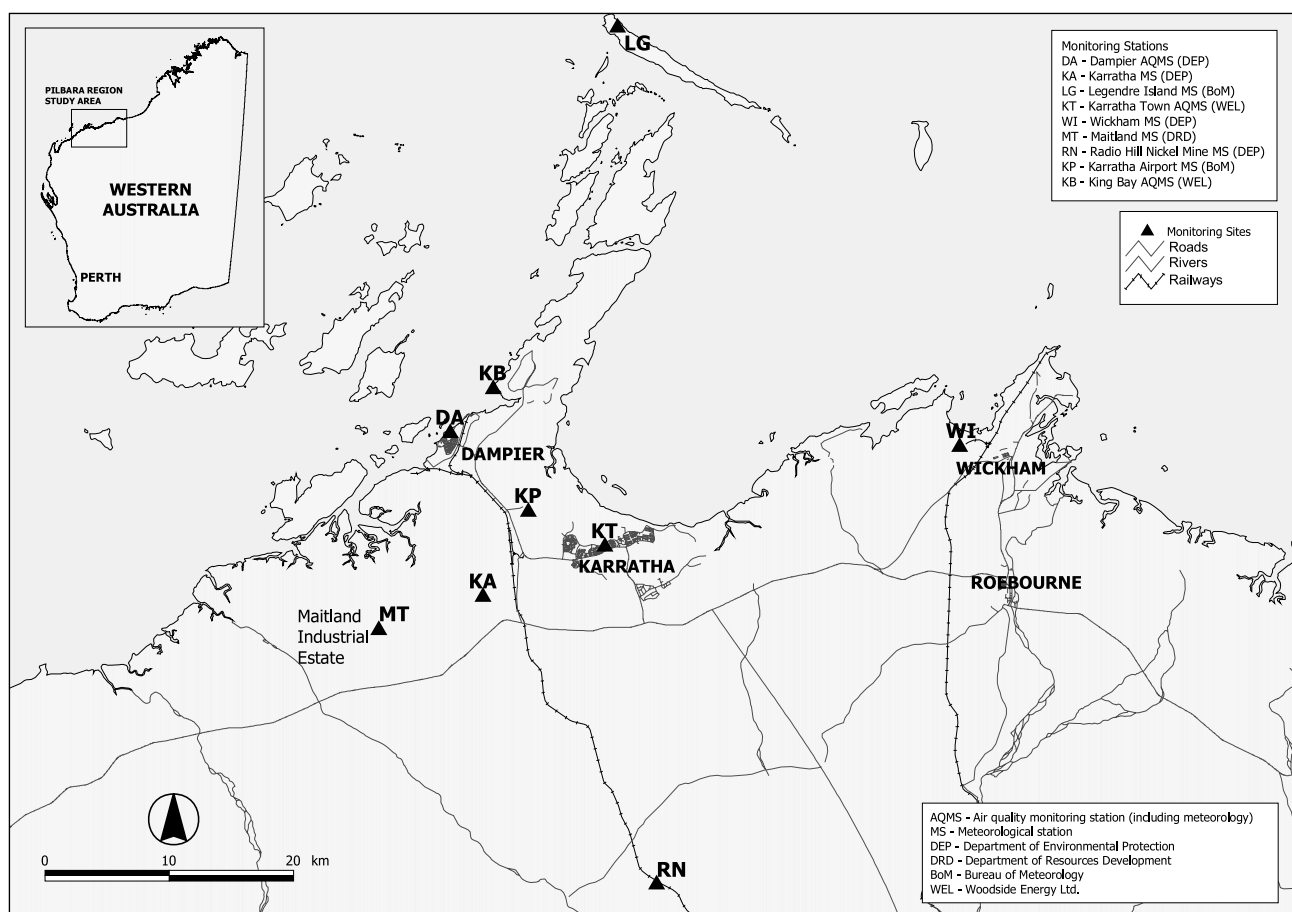 PILBARA REGION
STUDY AREA
WESTERN
AUSTRALIA
PERTH
LG
Monitoring Stations
DA - Dampier AQMS (DEP)
KA - Karratha MS (DEP)
LG - Legendre Island MS (BoM)
KT - Karratha Town AQMS (WEL)
WI - Wickham MS (DEP)
MT - Maitland MS (DRD)
RN - Radio Hill Nickel Mine MS (DEP)
KP - Karratha Airport MS (BoM)
KB - King Bay AQMS (WEL)
Monitoring Sites
Roads
Rivers
Railways
KB
DA
DAMPIER
WI
WICKHAM
KP
KT
KARRATHA
KA
ROEBOURNE
MT
Maitland
Industrial
Estate
RN
0 10 20 km
AQMS - Air quality monitoring station (including meteorology)
MS - Meteorological station
DEP - Department of Environmental Protection
DRD - Department of Resources Development
BoM - Bureau of Meteorology
WEL - Woodside Energy Ltd.